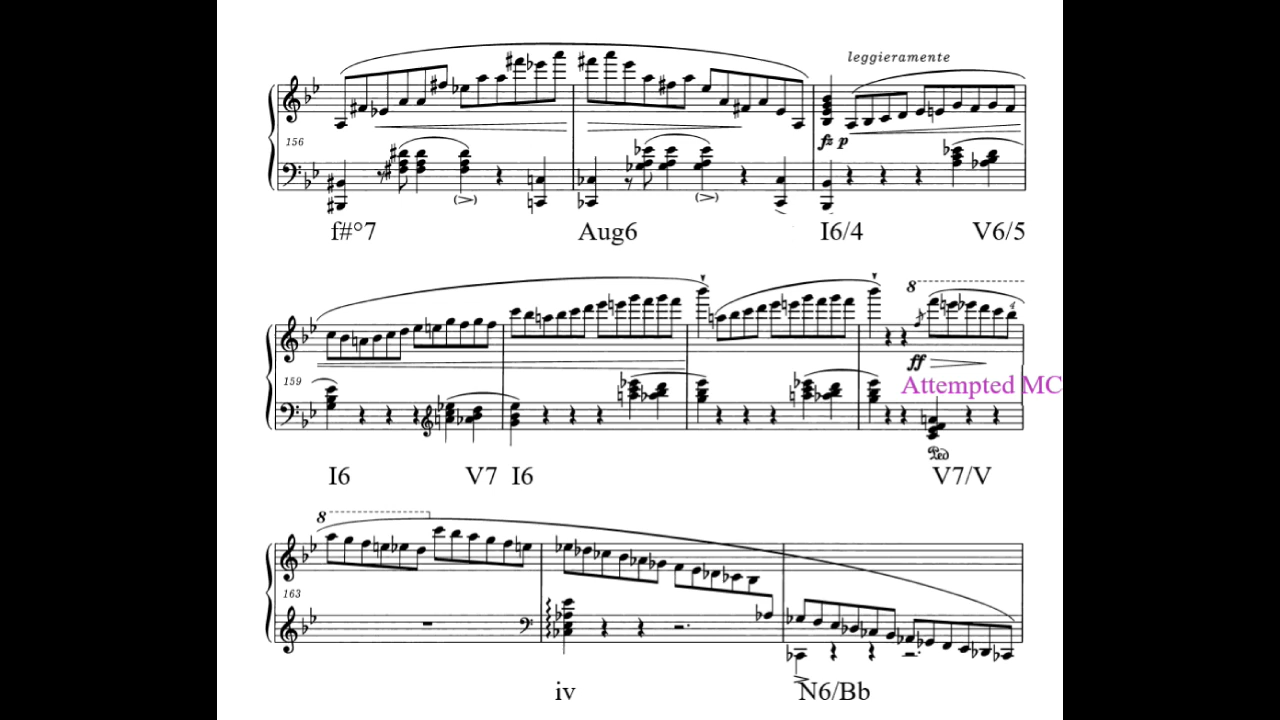 leggieramente
156
fz p
(>) (>)
f#°7 Aug6 I6/4 V6/5
8
159
ff
4
Attempted MC
Ped
I6 V7 I6 V7/V
8
163
iv N6/Bb